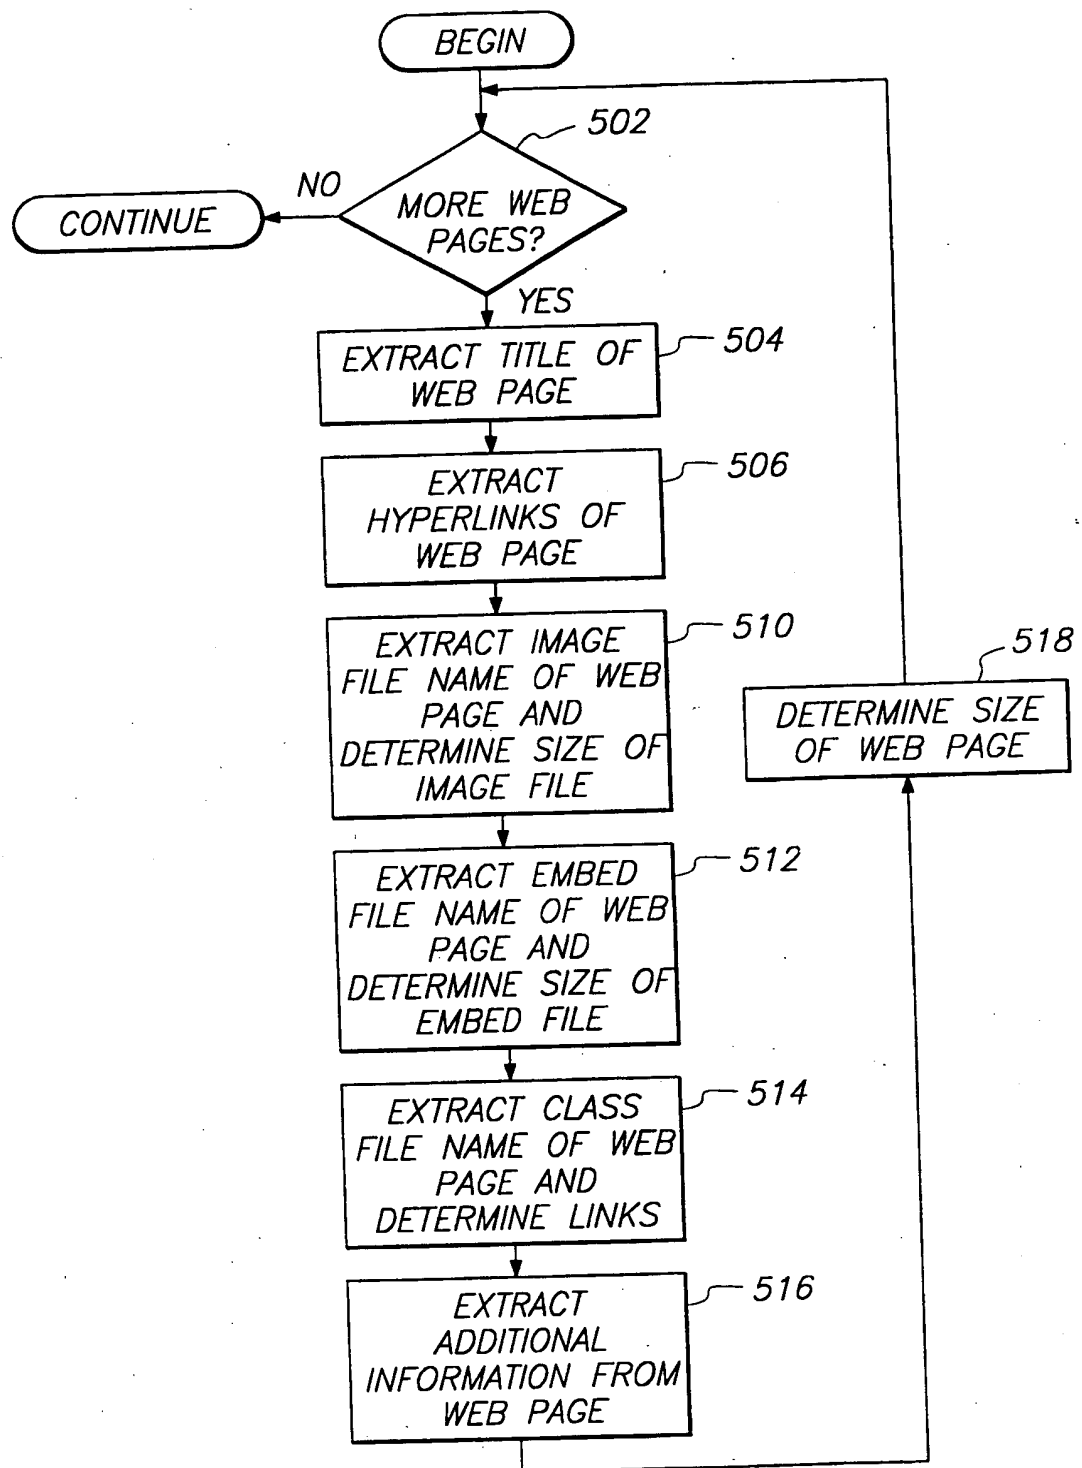 BEGIN
502
MORE WEB
PAGES?
NO
CONTINUE
YES
EXTRACT TITLE OF
WEB PAGE
504
EXTRACT
HYPERLINKS OF
WEB PAGE
506
EXTRACT IMAGE
FILE NAME OF WEB
PAGE AND
DETERMINE SIZE OF
IMAGE FILE
510
EXTRACT EMBED
FILE NAME OF WEB
PAGE AND
DETERMINE SIZE OF
EMBED FILE
512
EXTRACT CLASS
FILE NAME OF WEB
PAGE AND
DETERMINE LINKS
514
EXTRACT
ADDITIONAL
INFORMATION FROM
WEB PAGE
516
518
DETERMINE SIZE
OF WEB PAGE